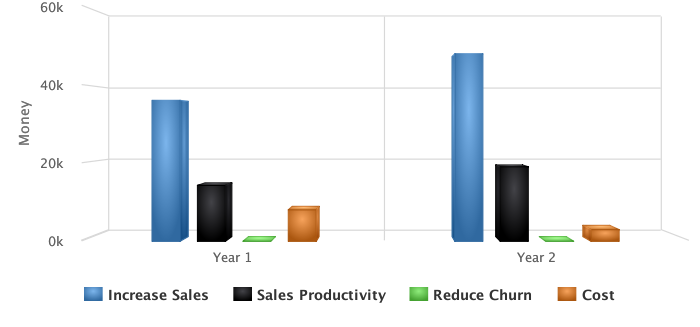 60k
40k
20k
0k
Money
Year 1
Year 2
Increase Sales
Sales Productivity
Reduce Churn
Cost